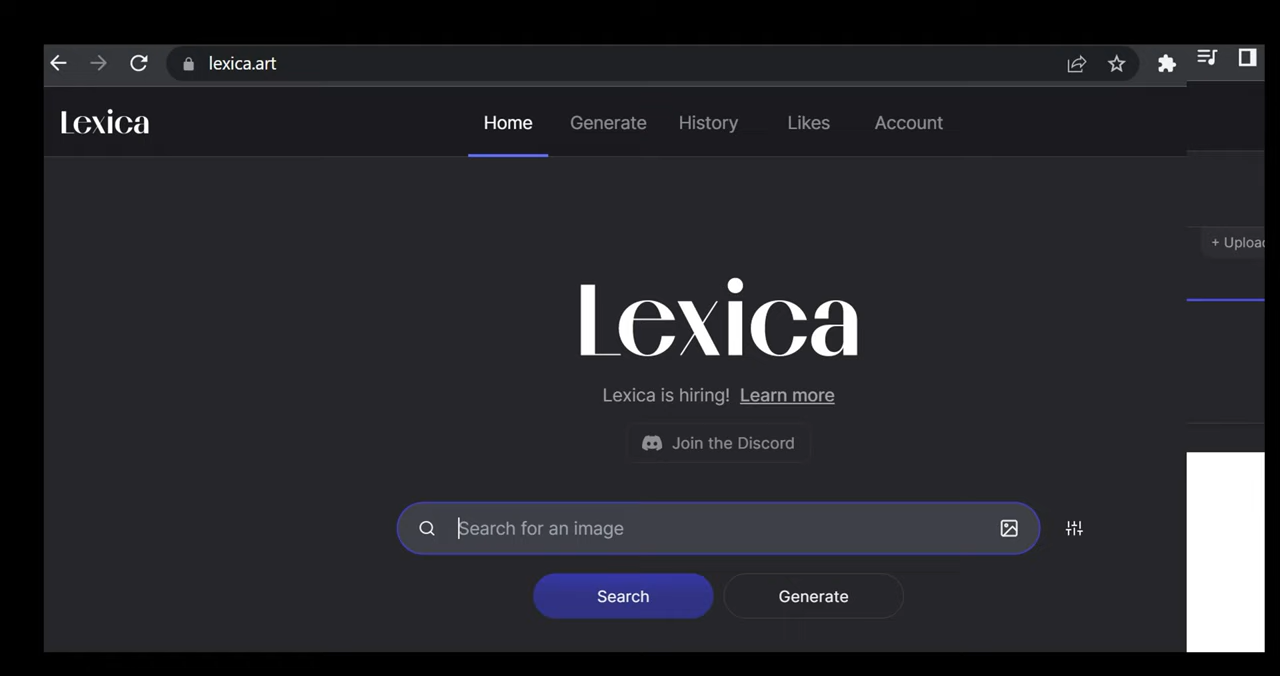 lexica.art
Lexica
Home Generate History Likes Account
+ Upload
Lexica
Lexica is hiring! Learn more
Join the Discord
Search for an image
Search Generate